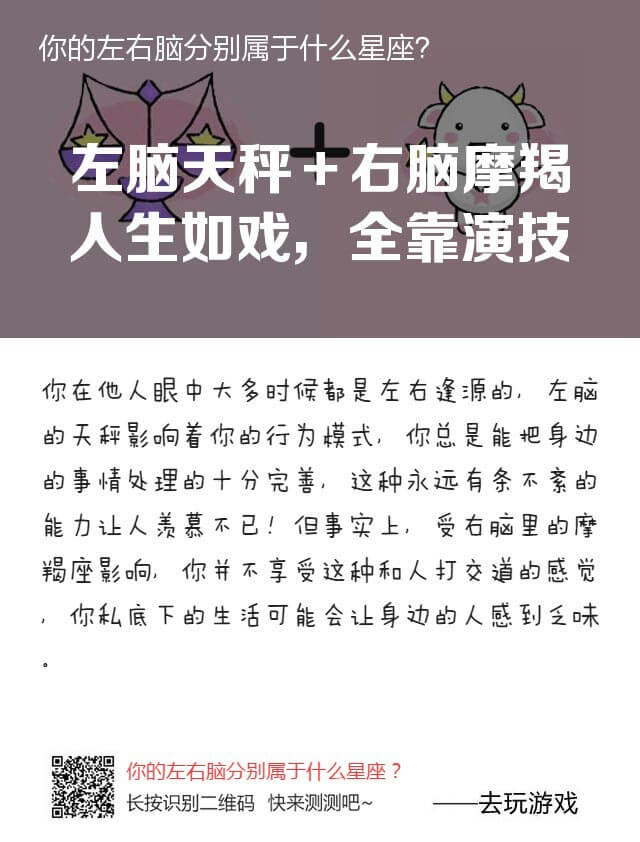 你的左右脑分别属于什么星座?
左脑天秤+右脑摩羯
人生如戏，全靠演技
你在他人眼中大多时候都是左右逢源的，左脑
的天秤影响着你的行为模式，你总是能把身边
的事情处理的十分完善，这种永远有条不紊的
能力让人羡慕不已！但事实上，受右脑里的摩
羯座影响，你并不享受这种和人打交道的感觉
，你私底下的生活可能会让身边的人感到乏味
。
你的左右脑分别属于什么星座？
长按识别二维码 快来测测吧~
——去玩游戏